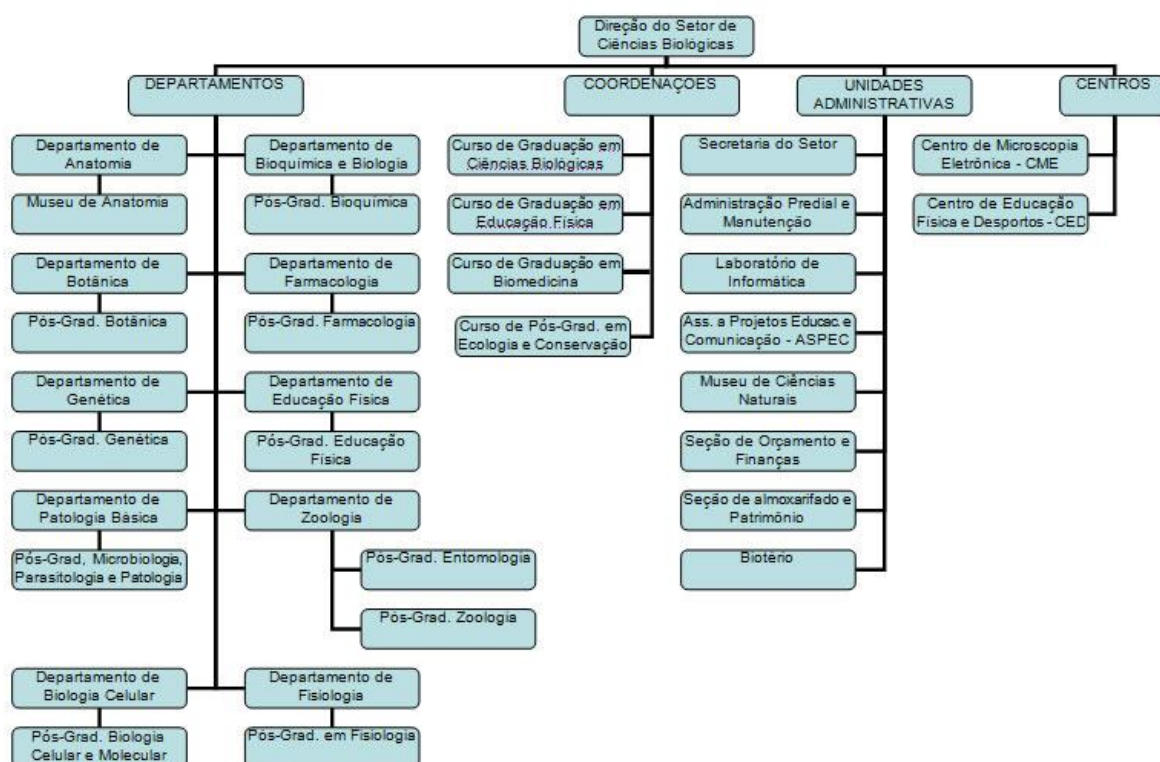 Direção do Setor de
Ciências Biológicas
DEPARTAMENTOS
COORDENAÇOES
UNIDADES
ADMINISTRATIVAS
CENTROS
Departamento de
Anatomia
Museu de Anatomia
Departamento de
Bioquímica e Biologia
Pós-Grad. Bioquímica
Departamento de
Botânica
Pós-Grad. Botânica
Departamento de
Farmacologia
Pós-Grad. Farmacologia
Departamento de
Genética
Pós-Grad. Genética
Departamento de
Educação Física
Pós-Grad. Educação
Física
Departamento de
Patologia Básica
Pós-Grad, Microbiologia,
Parasitologia e Patologia
Departamento de
Zoologia
Pós-Grad. Entomologia
Pós-Grad. Zoologia
Departamento de
Biologia Celular
Pós-Grad. Biologia
Celular e Molecular
Departamento de
Fisiologia
Pós-Grad. em Fisiologia
Curso de Graduação em
Ciências Biológicas
Curso de Graduação em
Educação Física
Curso de Graduação em
Biomedicina
Curso de Pós-Grad. em
Ecologia e Conservação
Secretaria do Setor
Administração Predial e
Manutenção
Laboratório de
Informática
Ass. a Projetos Educac. e
Comunicação - ASPEC
Museu de Ciências
Naturais
Seção de Orçamento e
Finanças
Seção de almoxarifado e
Patrimônio
Biotério
Centro de Microscopia
Eletrônica - CME
Centro de Educação
Física e Desportos - CED